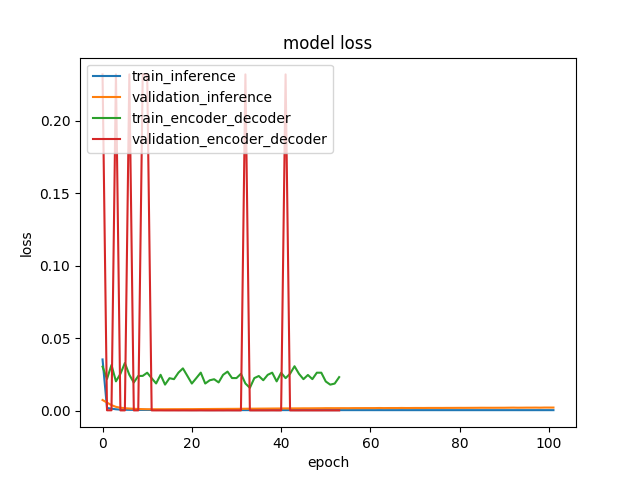 model loss
train_inference
validation_inference
train_encoder_decoder
validation_encoder_decoder
0.20
0.15
0.10
0.05
0.00
loss
0 20 40 60 80 100
epoch